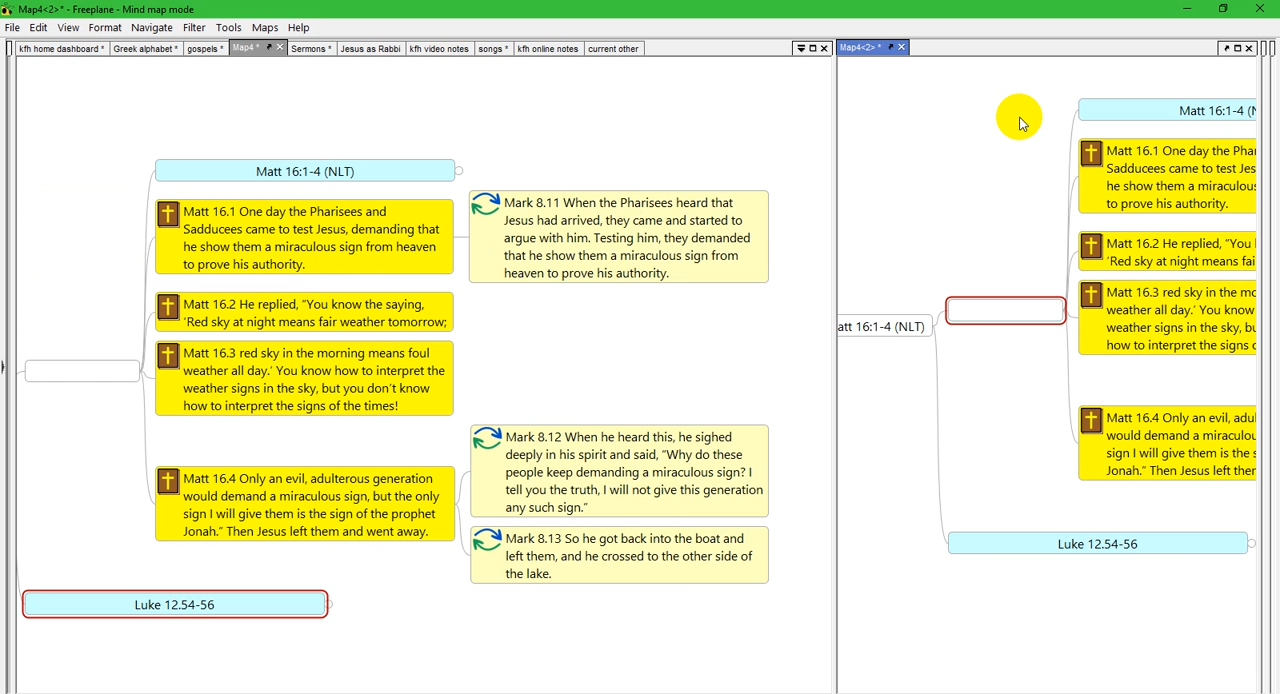 Map4<2>* - Freeplane - Mind map mode
File Edit View Format Navigate Filter Tools Maps Help
kfh home dashboard * Greek alphabet * gospels * Map4 * Sermons * Jesus as Rabbi kfh video notes songs * kfh online notes current other
Map4<2> *
Matt 16:1-4 (NLT)
Matt 16.1 One day the Pharisees and
Sadducees came to test Jesus, demanding that
he show them a miraculous sign from heaven
to prove his authority.
Mark 8.11 When the Pharisees heard that
Jesus had arrived, they came and started to
argue with him. Testing him, they demanded
that he show them a miraculous sign from
heaven to prove his authority.
Matt 16.2 He replied, “You know the saying,
‘Red sky at night means fair weather tomorrow;
Matt 16.3 red sky in the morning means foul
weather all day.’ You know how to interpret the
weather signs in the sky, but you don’t know
how to interpret the signs of the times!
Matt 16.4 Only an evil, adulterous generation
would demand a miraculous sign, but the only
sign I will give them is the sign of the prophet
Jonah.” Then Jesus left them and went away.
Mark 8.12 When he heard this, he sighed
deeply in his spirit and said, “Why do these
people keep demanding a miraculous sign? I
tell you the truth, I will not give this generation
any such sign.”
Mark 8.13 So he got back into the boat and
left them, and he crossed to the other side of
the lake.
Luke 12.54-56
att 16:1-4 (NLT)
Matt 16:1-4 (N
Matt 16.1 One day the Phar
Sadducees came to test Jes
he show them a miraculous
to prove his authority.
Matt 16.2 He replied, “You
‘Red sky at night means fai
Matt 16.3 red sky in the mo
weather all day.’ You know
weather signs in the sky, bu
how to interpret the signs o
Matt 16.4 Only an evil, adul
would demand a miraculou
sign I will give them is the s
Jonah.” Then Jesus left ther
Luke 12.54-56